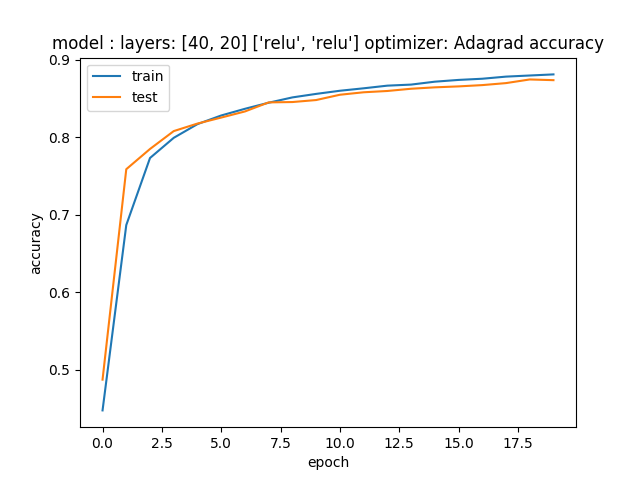 model : layers: [40, 20] ['relu', 'relu'] optimizer: Adagrad accuracy
train
test
accuracy
0.9
0.8
0.7
0.6
0.5
0.0 2.5 5.0 7.5 10.0 12.5 15.0 17.5
epoch